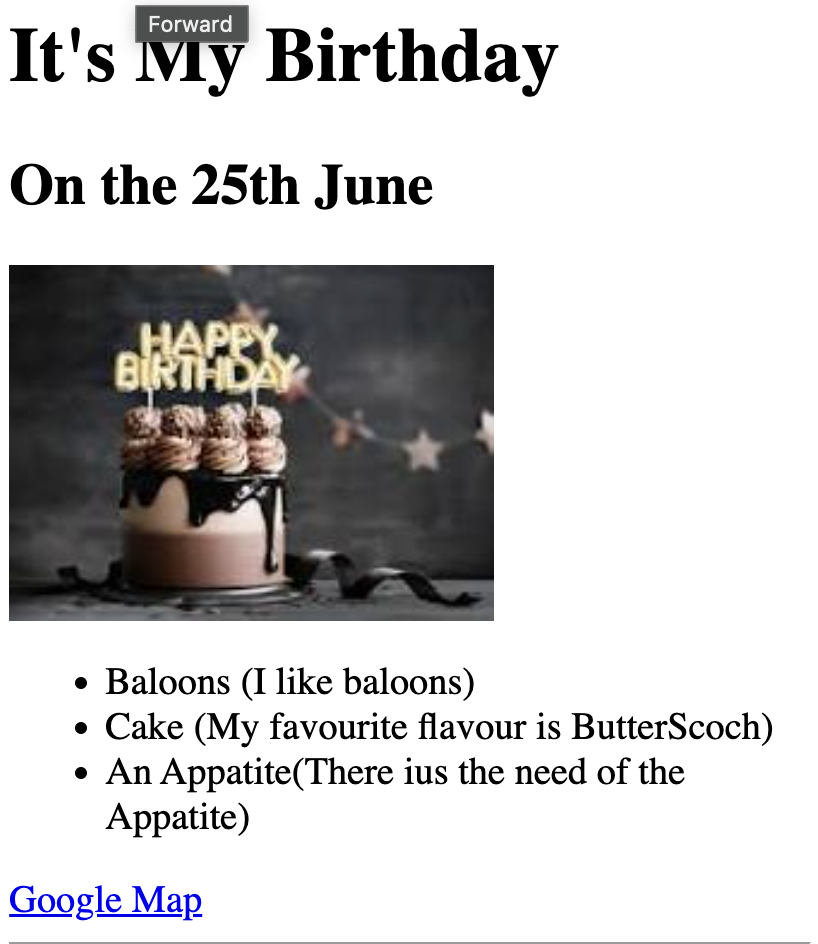 Forward
It's My Birthday
On the 25th June
HAPPY
BIRTHDAY
Baloons (I like baloons)
Cake (My favourite flavour is ButterScoch)
An Appatite(There ius the need of the
Appatite)
Google Map